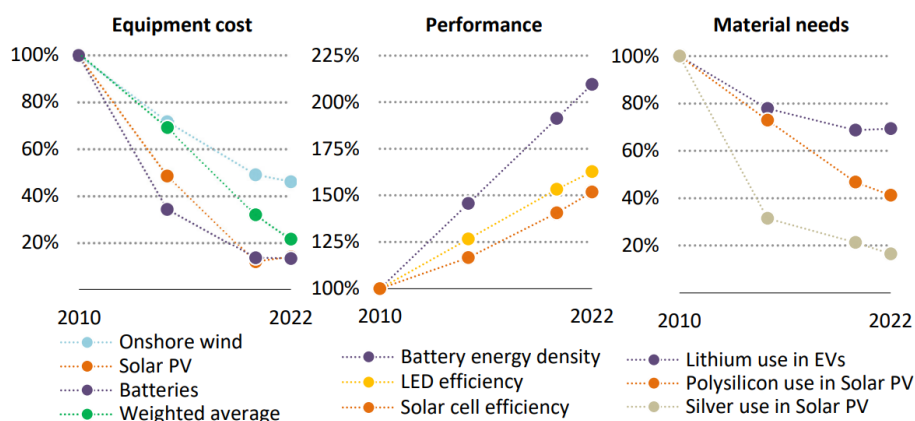 Equipment cost
100%
80%
60%
40%
20%
2010 2022
Onshore wind
Solar PV
Batteries
Weighted average
Performance
225%
200%
175%
150%
125%
100%
2010 2022
Battery energy density
LED efficiency
Solar cell efficiency
Material needs
100%
80%
60%
40%
20%
2010 2022
Lithium use in EVs
Polysilicon use in Solar PV
Silver use in Solar PV